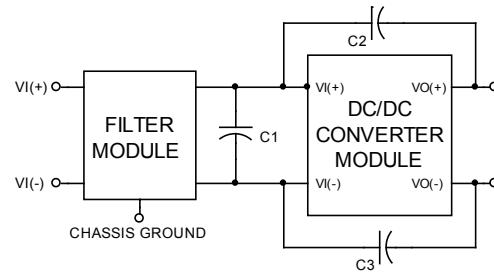 C2
VI(+)
VI(+)
VO(+)
FILTER
MODULE
C1
DC/DC
CONVERTER
MODULE
VI(-)
VI(-)
VO(-)
CHASSIS GROUND
C3